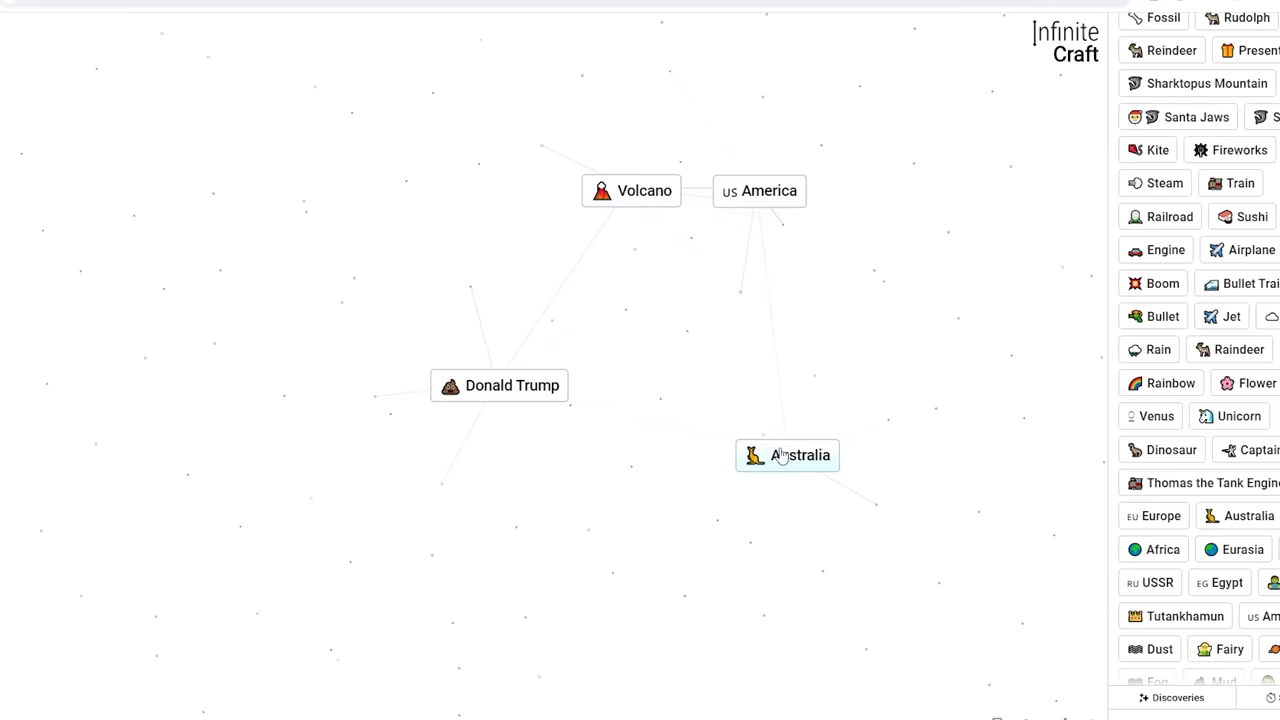 Infinite
Craft
Volcano
US America
Donald Trump
Australia
Fossil Rudolph
Reindeer Present
Sharktopus Mountain
Santa Jaws S
Kite Fireworks
Steam Train
Railroad Sushi
Engine Airplane
Boom Bullet Trai
Bullet Jet
Rain Raindeer
Rainbow Flower
Venus Unicorn
Dinosaur Captain
Thomas the Tank Engine
EU Europe Australia
Africa Eurasia
RU USSR EG Egypt
Tutankhamun US Am
Dust Fairy
Fog Mud
Discoveries